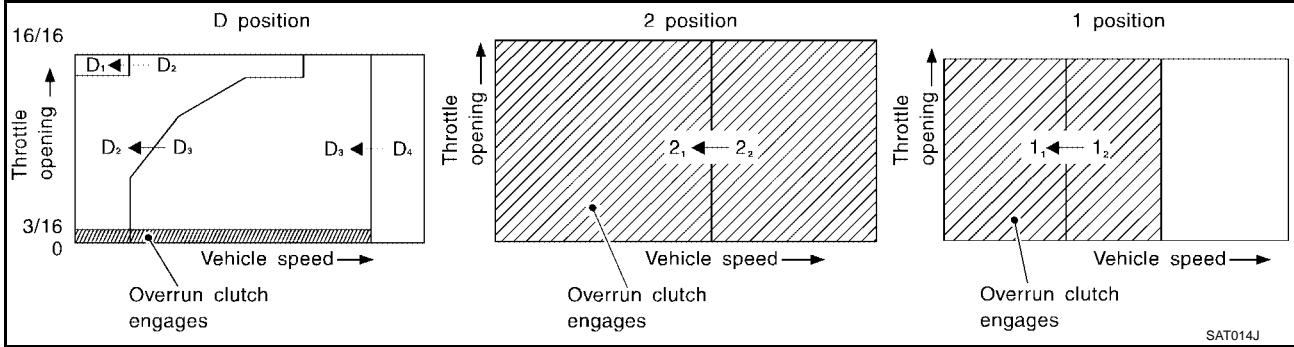 D position
2 position
1 position
16/16
Throttle opening
D₁ ◄ D₂
D₂ ◄ D₃
D₃ ◄ D₄
3/16
0
Vehicle speed
Overrun clutch
engages
Throttle
opening
2₁ ◄ 2₂
Vehicle speed
Overrun clutch
engages
Throttle
opening
1₁ ◄ 1₂
Vehicle speed
Overrun clutch
engages
SAT014J